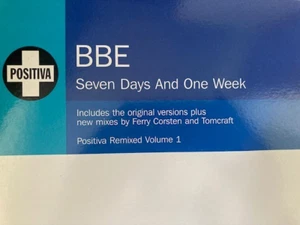 POSITIVA
BBE
Seven Days And One Week
Includes the original versions plus
new mixes by Ferry Corsten and Tomcraft
Positiva Remixed Volume 1